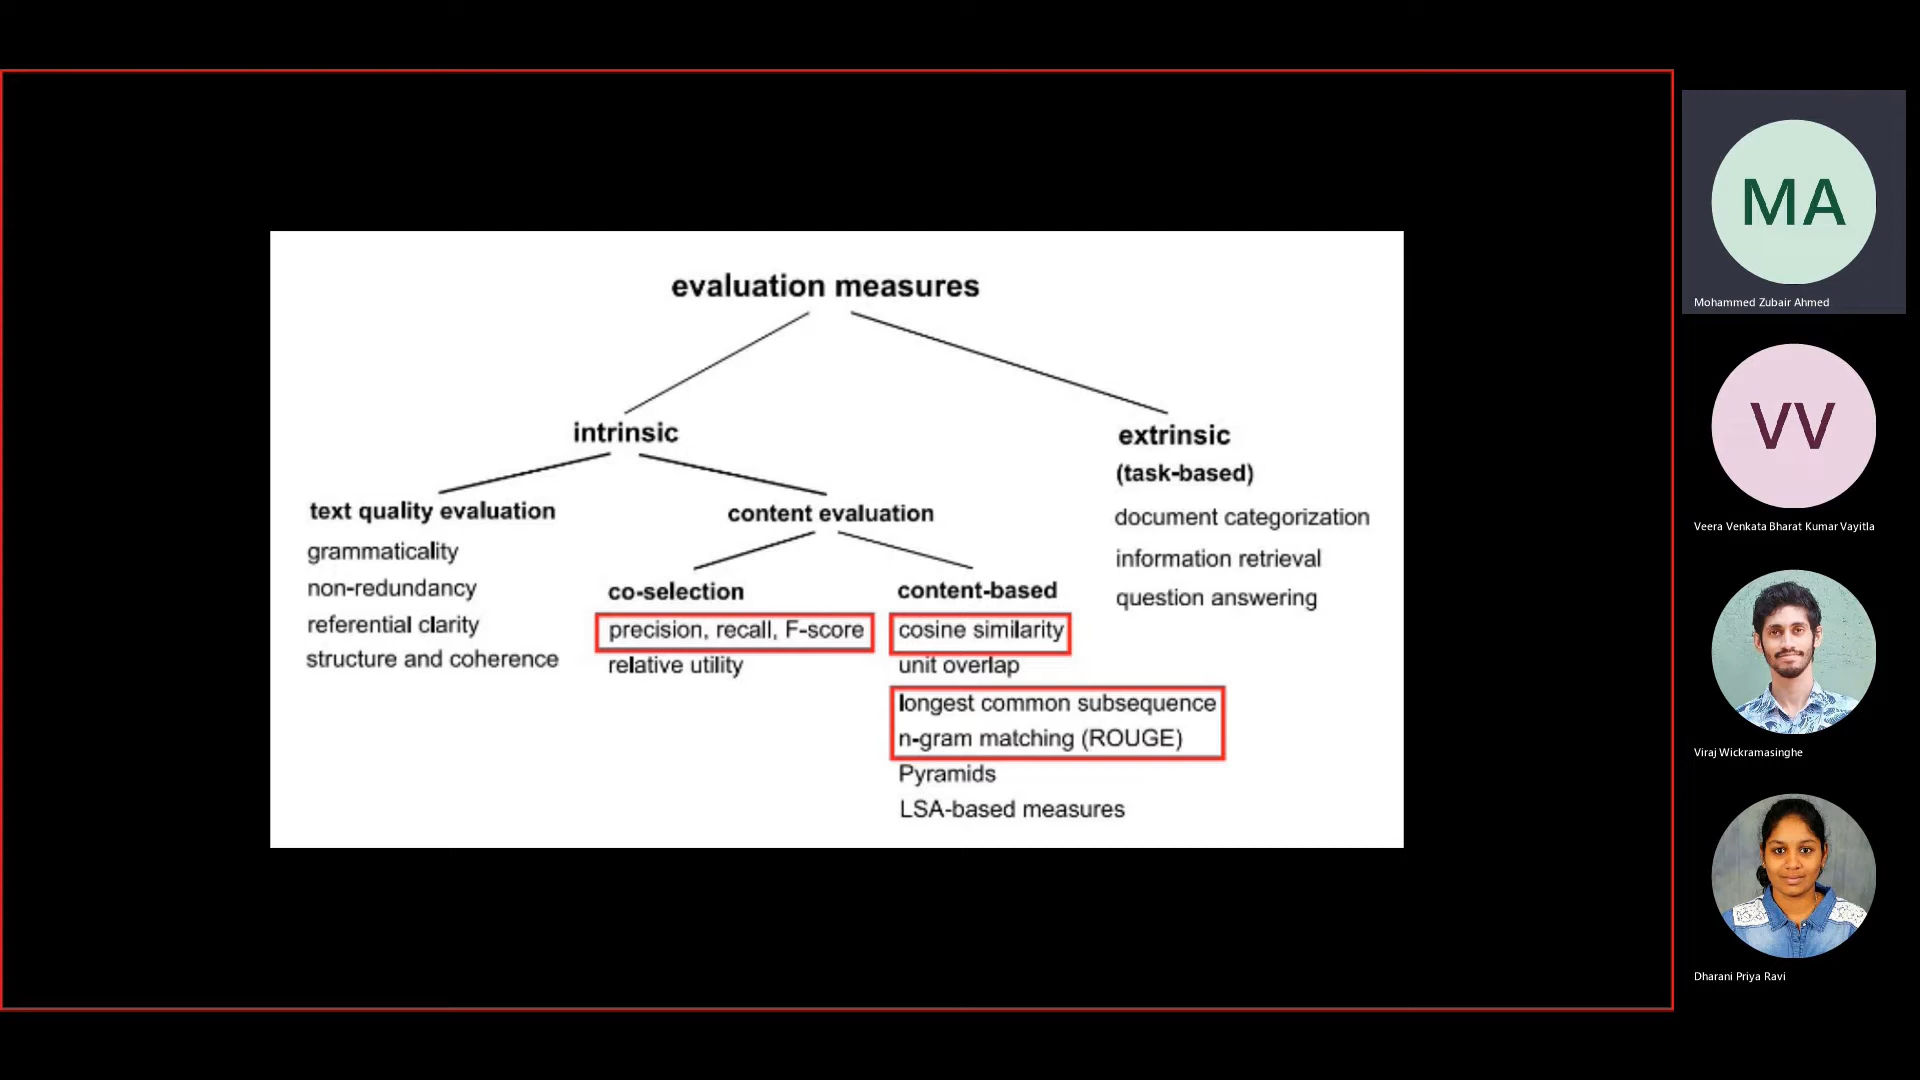 evaluation measures
intrinsic
extrinsic
(task-based)
document categorization
information retrieval
question answering
text quality evaluation
grammaticality
non-redundancy
referential clarity
structure and coherence
content evaluation
co-selection
precision, recall, F-score
relative utility
content-based
cosine similarity
unit overlap
longest common subsequence
n-gram matching (ROUGE)
Pyramids
LSA-based measures
MA
Mohammed Zubair Ahmed
VV
Veera Venkata Bharat Kumar Vayitla
Viraj Wickramasinghe
Dharani Priya Ravi